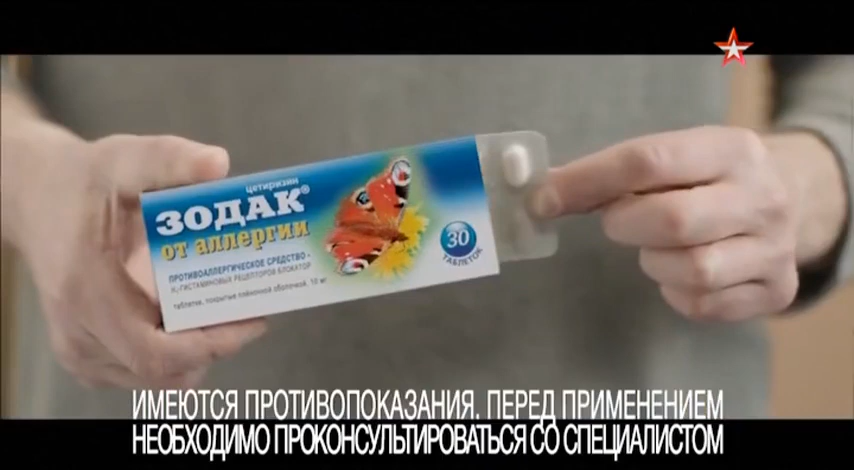 цетиризин
ЗОДАК®
от аллергии
ПРОТИВОАЛЛЕРГИЧЕСКОЕ СРЕДСТВО -
H₁-ГИСТАМИНОВЫХ РЕЦЕПТОРОВ БЛОКАТОР
таблетки, покрытые плёночной оболочкой, 10 мг
30
ТАБЛЕТОК
ИМЕЮТСЯ ПРОТИВОПОКАЗАНИЯ. ПЕРЕД ПРИМЕНЕНИЕМ
НЕОБХОДИМО ПРОКОНСУЛЬТИРОВАТЬСЯ СО СПЕЦИАЛИСТОМ